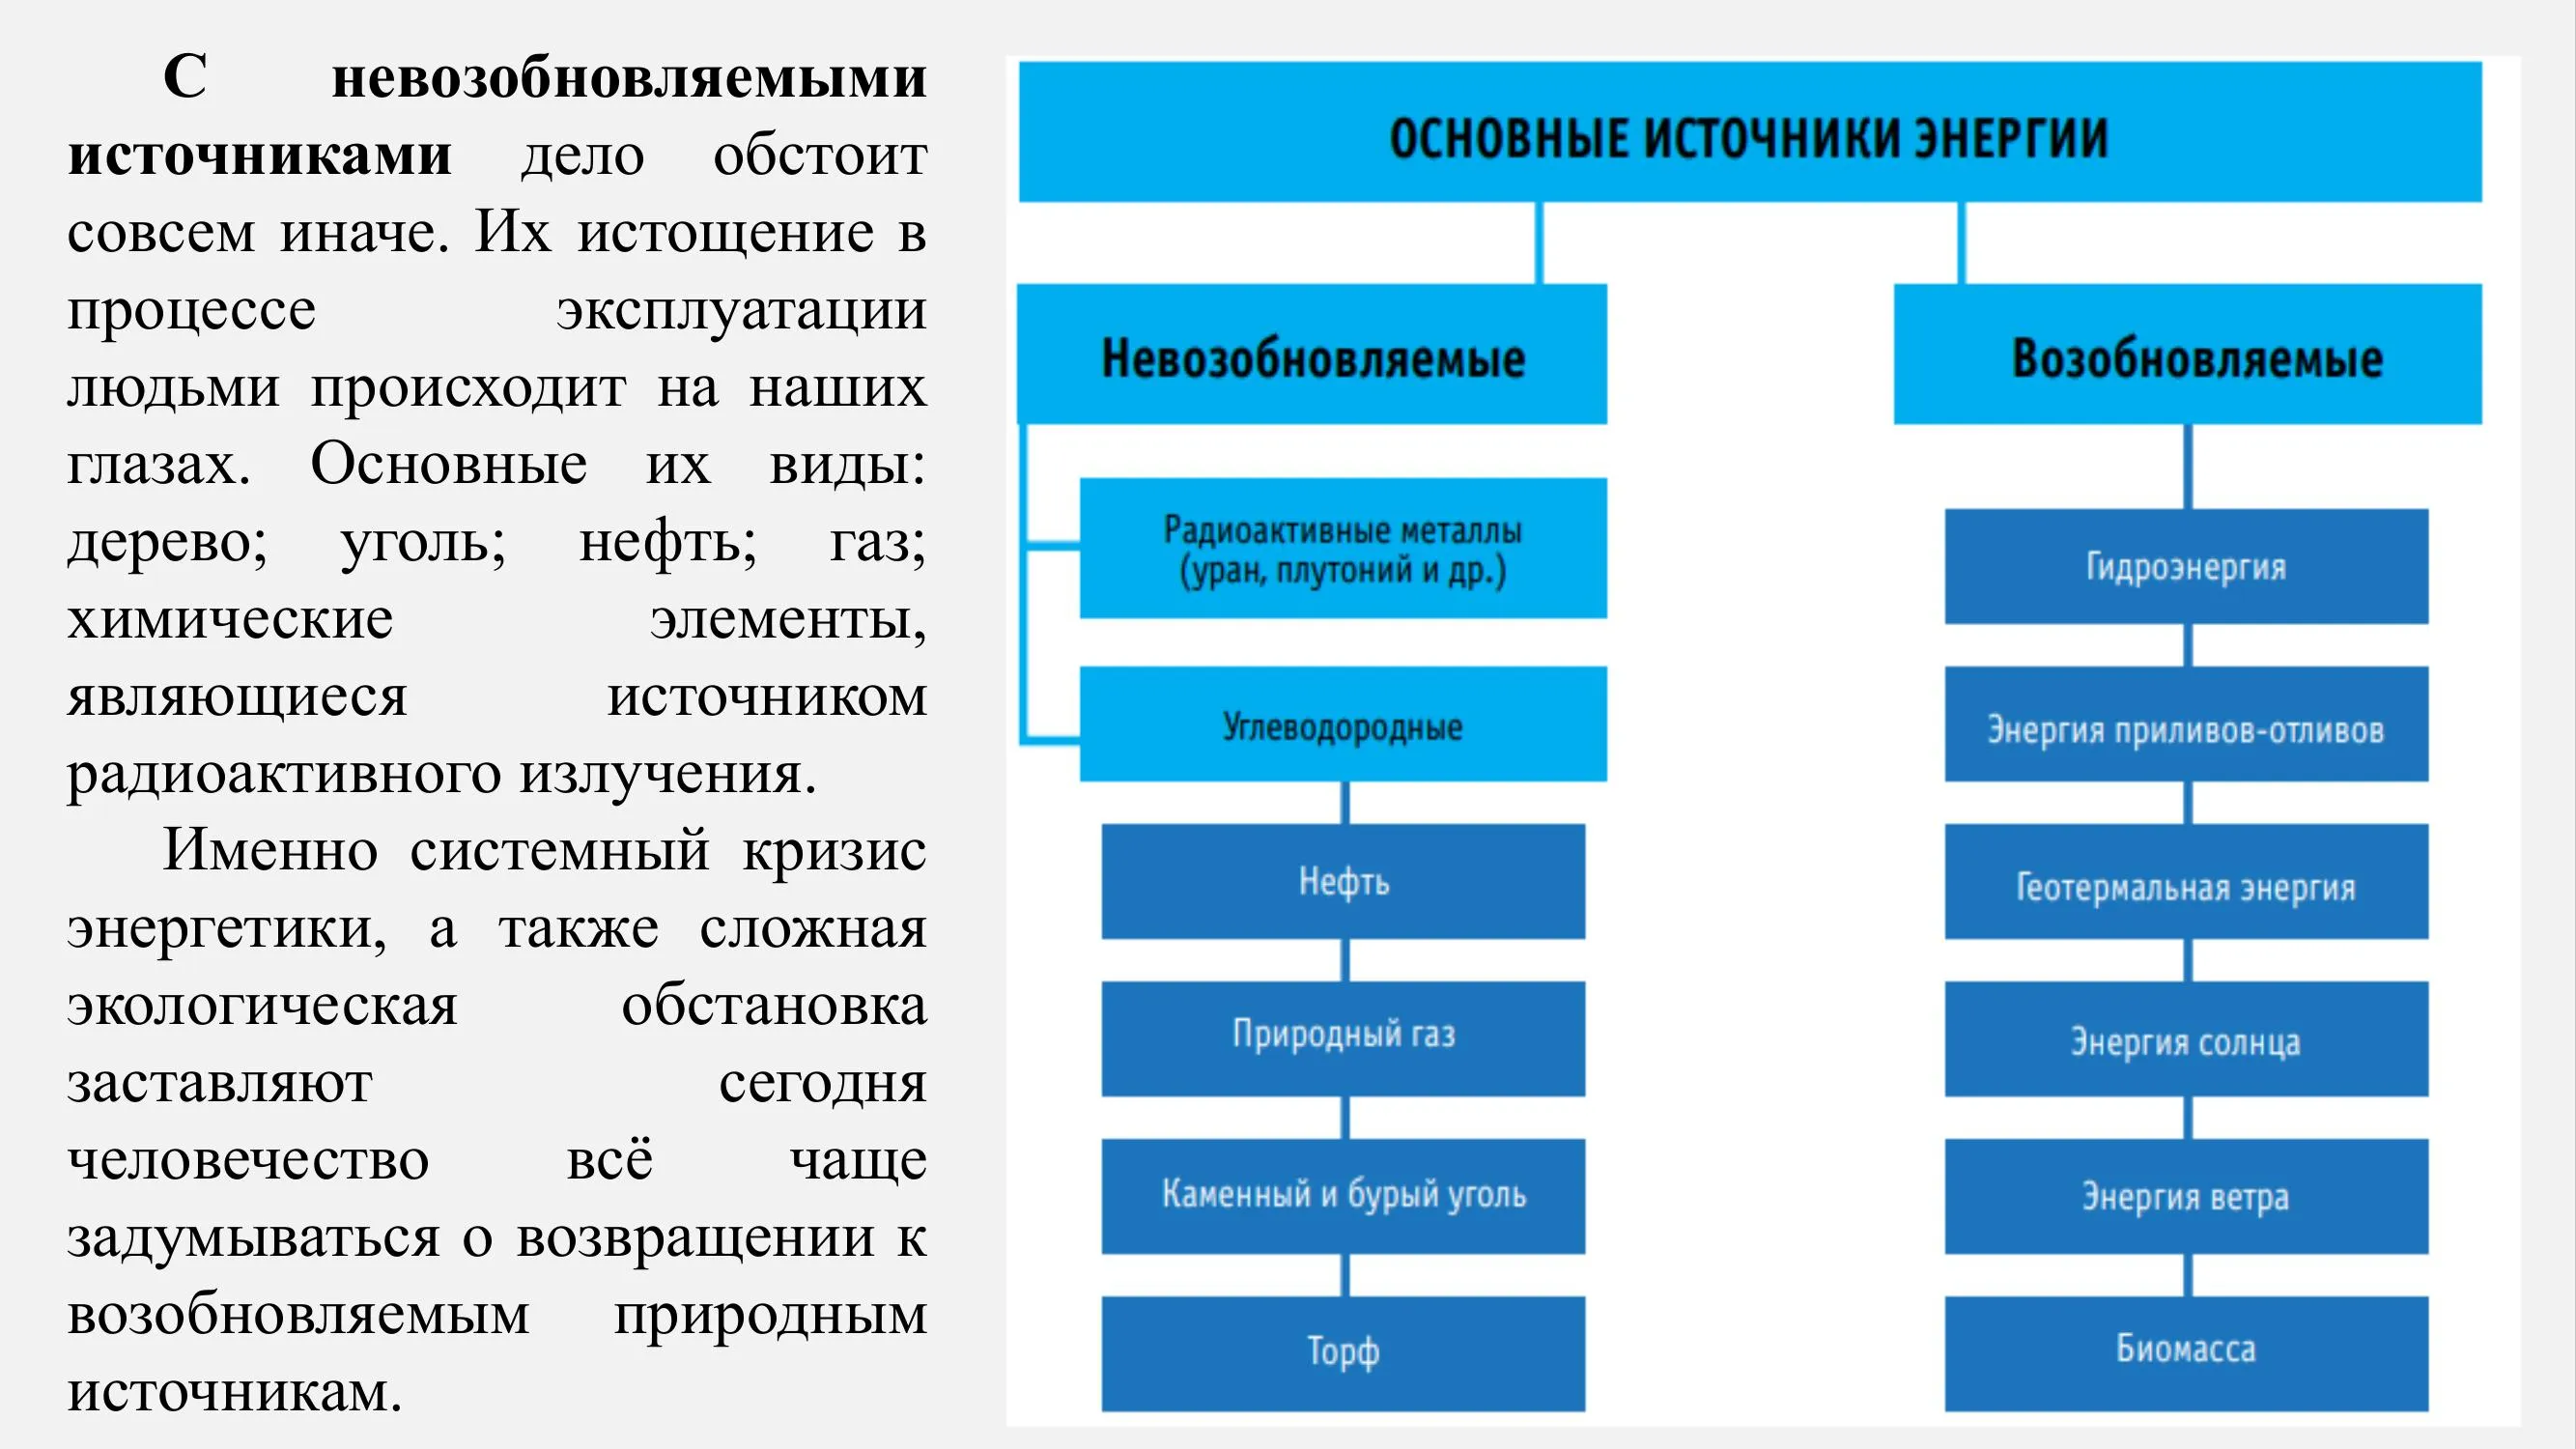 С невозобновляемыми
источниками дело обстоит
совсем иначе. Их истощение в
процессе эксплуатации
людьми происходит на наших
глазах. Основные их виды:
дерево; уголь; нефть; газ;
химические элементы,
являющиеся источником
радиоактивного излучения.
Именно системный кризис
энергетики, а также сложная
экологическая обстановка
заставляют сегодня
человечество всё чаще
задумываться о возвращении к
возобновляемым природным
источникам.
ОСНОВНЫЕ ИСТОЧНИКИ ЭНЕРГИИ
Невозобновляемые
Радиоактивные металлы
(уран, плутоний и др.)
Углеводородные
Нефть
Природный газ
Каменный и бурый уголь
Торф
Возобновляемые
Гидроэнергия
Энергия приливов-отливов
Геотермальная энергия
Энергия солнца
Энергия ветра
Биомасса